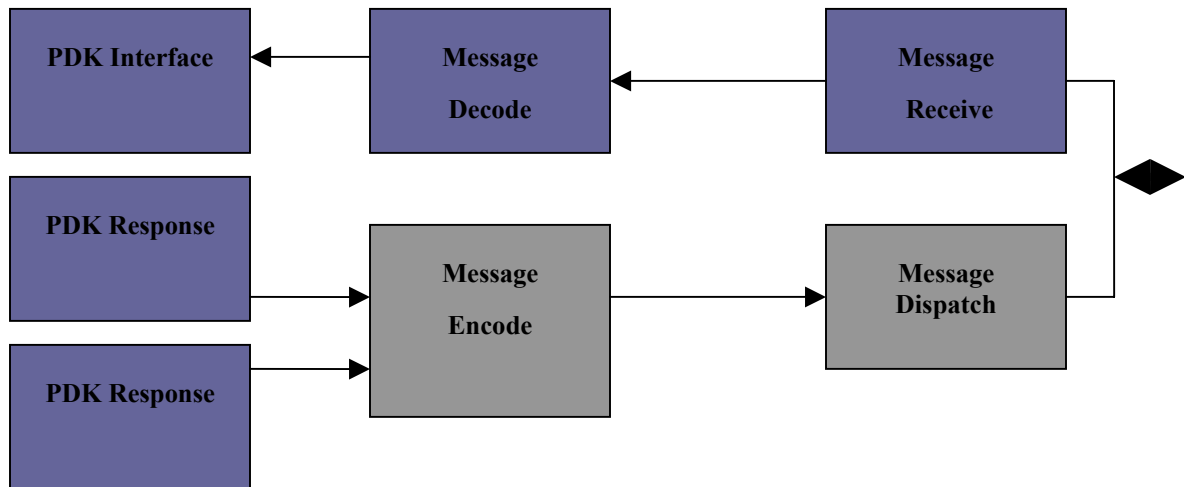 PDK Interface
Message
Decode
Message
Receive
PDK Response
Message
Encode
Message
Dispatch
PDK Response